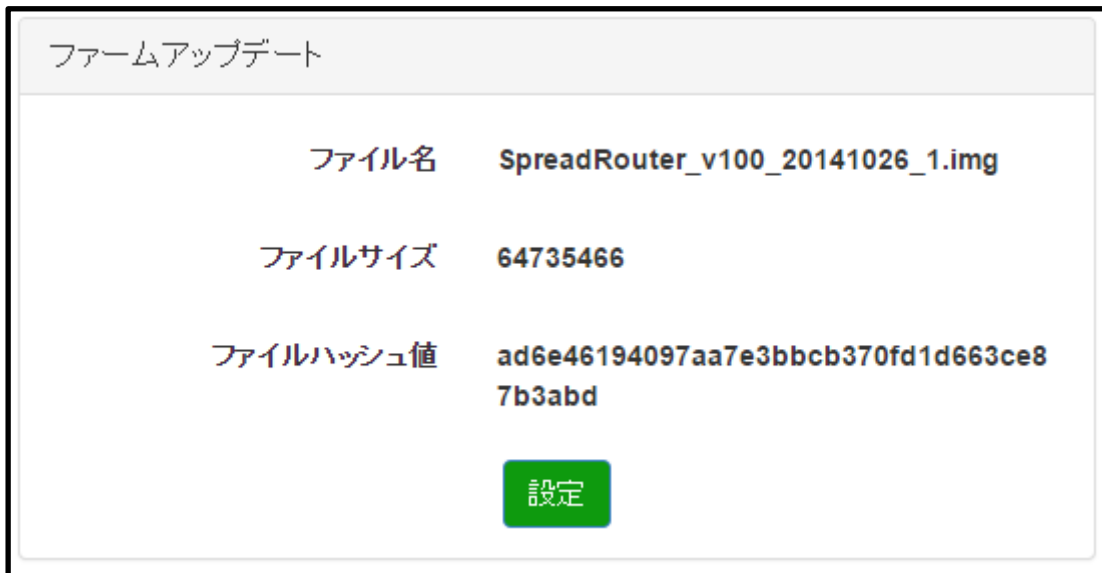 ファームアップデート
ファイル名 SpreadRouter_v100_20141026_1.img
ファイルサイズ 64735466
ファイルハッシュ値 ad6e46194097aa7e3bbcb370fd1d663ce8
7b3abd
設定